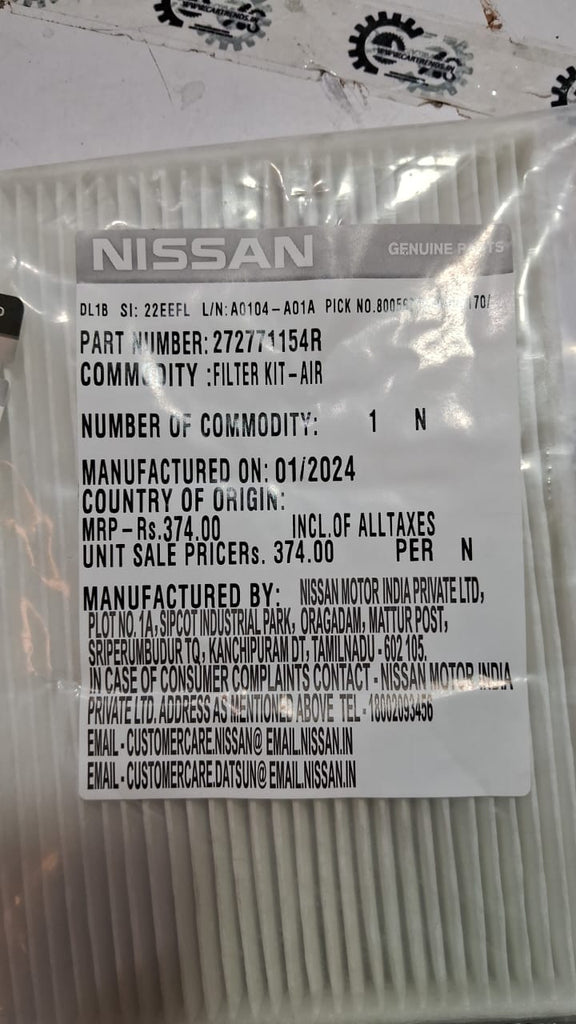 WWW.CARTRENDS.IN
NISSAN GENUINE PARTS
DL1B SI: 22EEFL L/N: A0104-A01A PICK NO.
PART NUMBER: 272771154R
COMMODITY :FILTER KIT-AIR
NUMBER OF COMMODITY: 1 N
MANUFACTURED ON: 01/2024
COUNTRY OF ORIGIN:
MRP-Rs.374.00 INCL.OF ALLTAXES
UNIT SALE PRICERs. 374.00 PER N
MANUFACTURED BY: NISSAN MOTOR INDIA PRIVATE LTD,
PLOT NO. 1A, SIPCOT INDUSTRIAL PARK, ORAGADAM, MATTUR POST,
SRIPERUMBUDUR TQ, KANCHIPURAM DT, TAMILNADU - 602 105.
IN CASE OF CONSUMER COMPLAINTS CONTACT - NISSAN MOTOR INDIA
PRIVATE LTD. ADDRESS AS MENTIONED ABOVE TEL - 18002093456
EMAIL - CUSTOMERCARE.NISSAN@ EMAIL.NISSAN.IN
EMAIL - CUSTOMERCARE.DATSUN@ EMAIL.NISSAN.IN